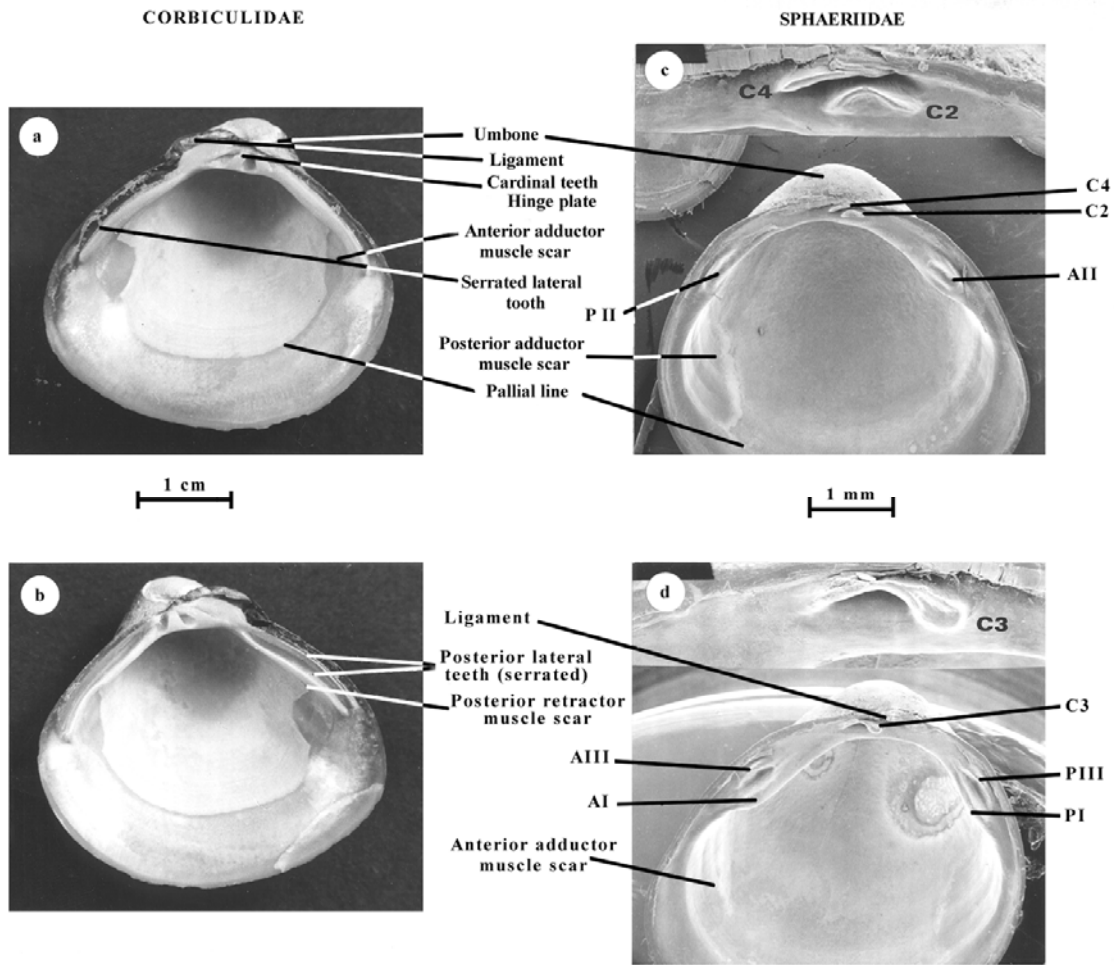 CORBICULIDAE
SPHAERIIDAE
a
c
C4
C2
Umbone
Ligament
Cardinal teeth
Hinge plate
Anterior adductor
muscle scar
Serrated lateral
tooth
P II
Posterior adductor
muscle scar
Pallial line
C4
C2
AII
1 cm
1 mm
b
d
C3
Ligament
Posterior lateral
teeth (serrated)
Posterior retractor
muscle scar
AIII
AI
Anterior adductor
muscle scar
C3
PIII
PI